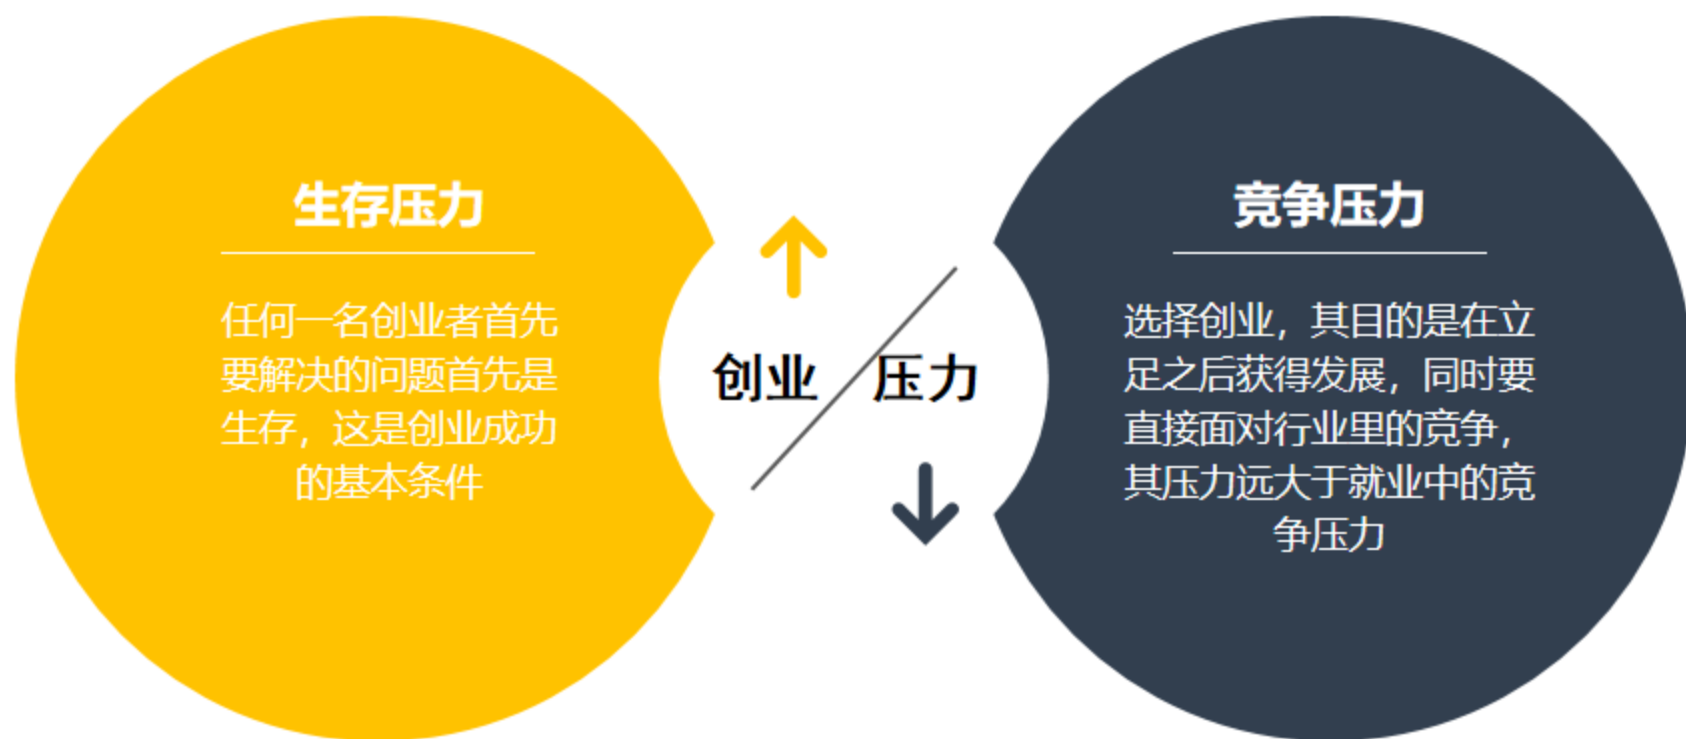 生存压力
任何一名创业者首先
要解决的问题首先是
生存，这是创业成功
的基本条件
创业
压力
竞争压力
选择创业，其目的是在立
足之后获得发展，同时要
直接面对行业里的竞争，
其压力远大于就业中的竞
争压力